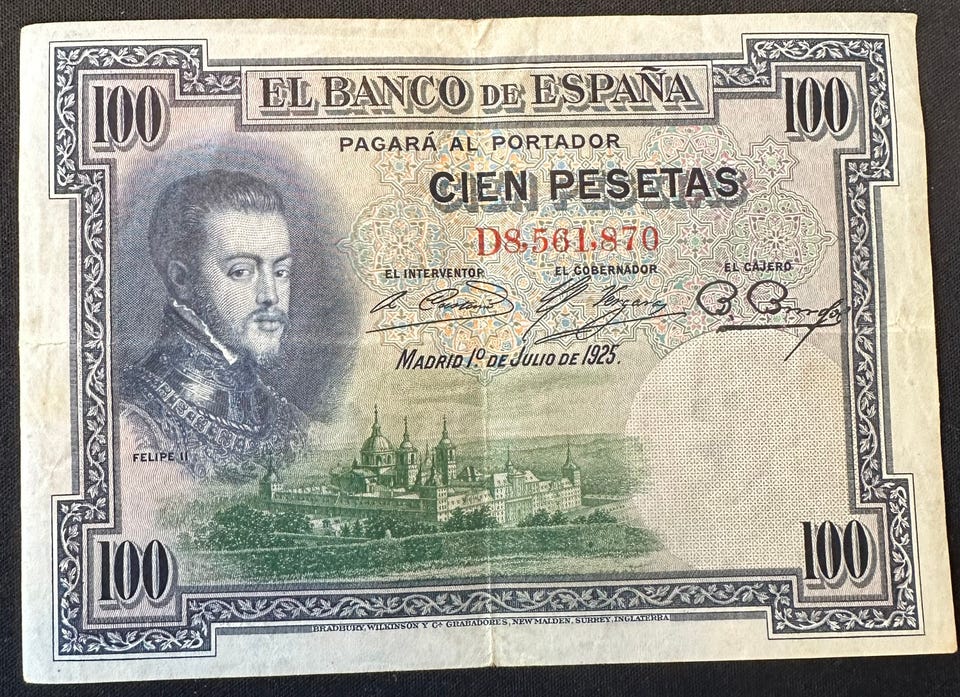 100 EL BANCO DE ESPAÑA 100
PAGARÁ AL PORTADOR
CIEN PESETAS
D8,561,870
EL INTERVENTOR EL GOBERNADOR EL CAJERO
MADRID 1.º DE JULIO DE 1925.
FELIPE II
100 100
BRADBURY, WILKINSON Y Cª GRABADORES, NEW MALDEN, SURREY, INGLATERRA